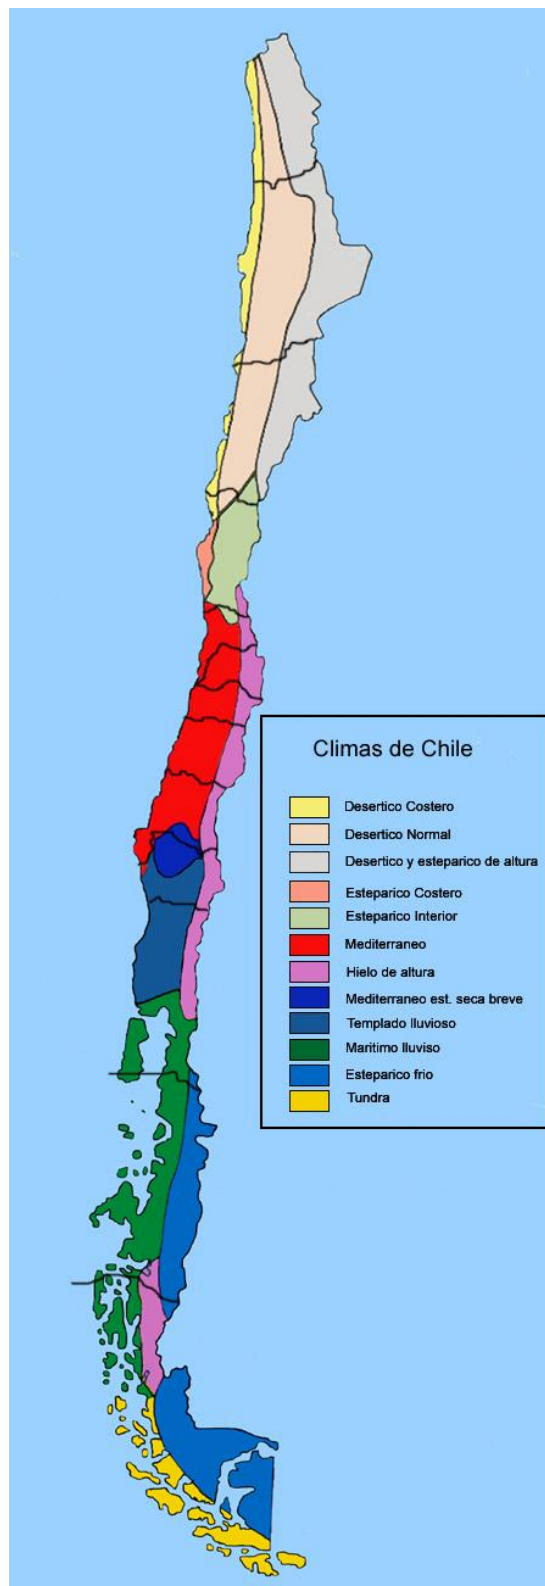 Climas de Chile
Desertico Costero
Desertico Normal
Desertico y esteparico de altura
Esteparico Costero
Esteparico Interior
Mediterraneo
Hielo de altura
Mediterraneo est. seca breve
Templado lluvioso
Maritimo lluviso
Esteparico frio
Tundra